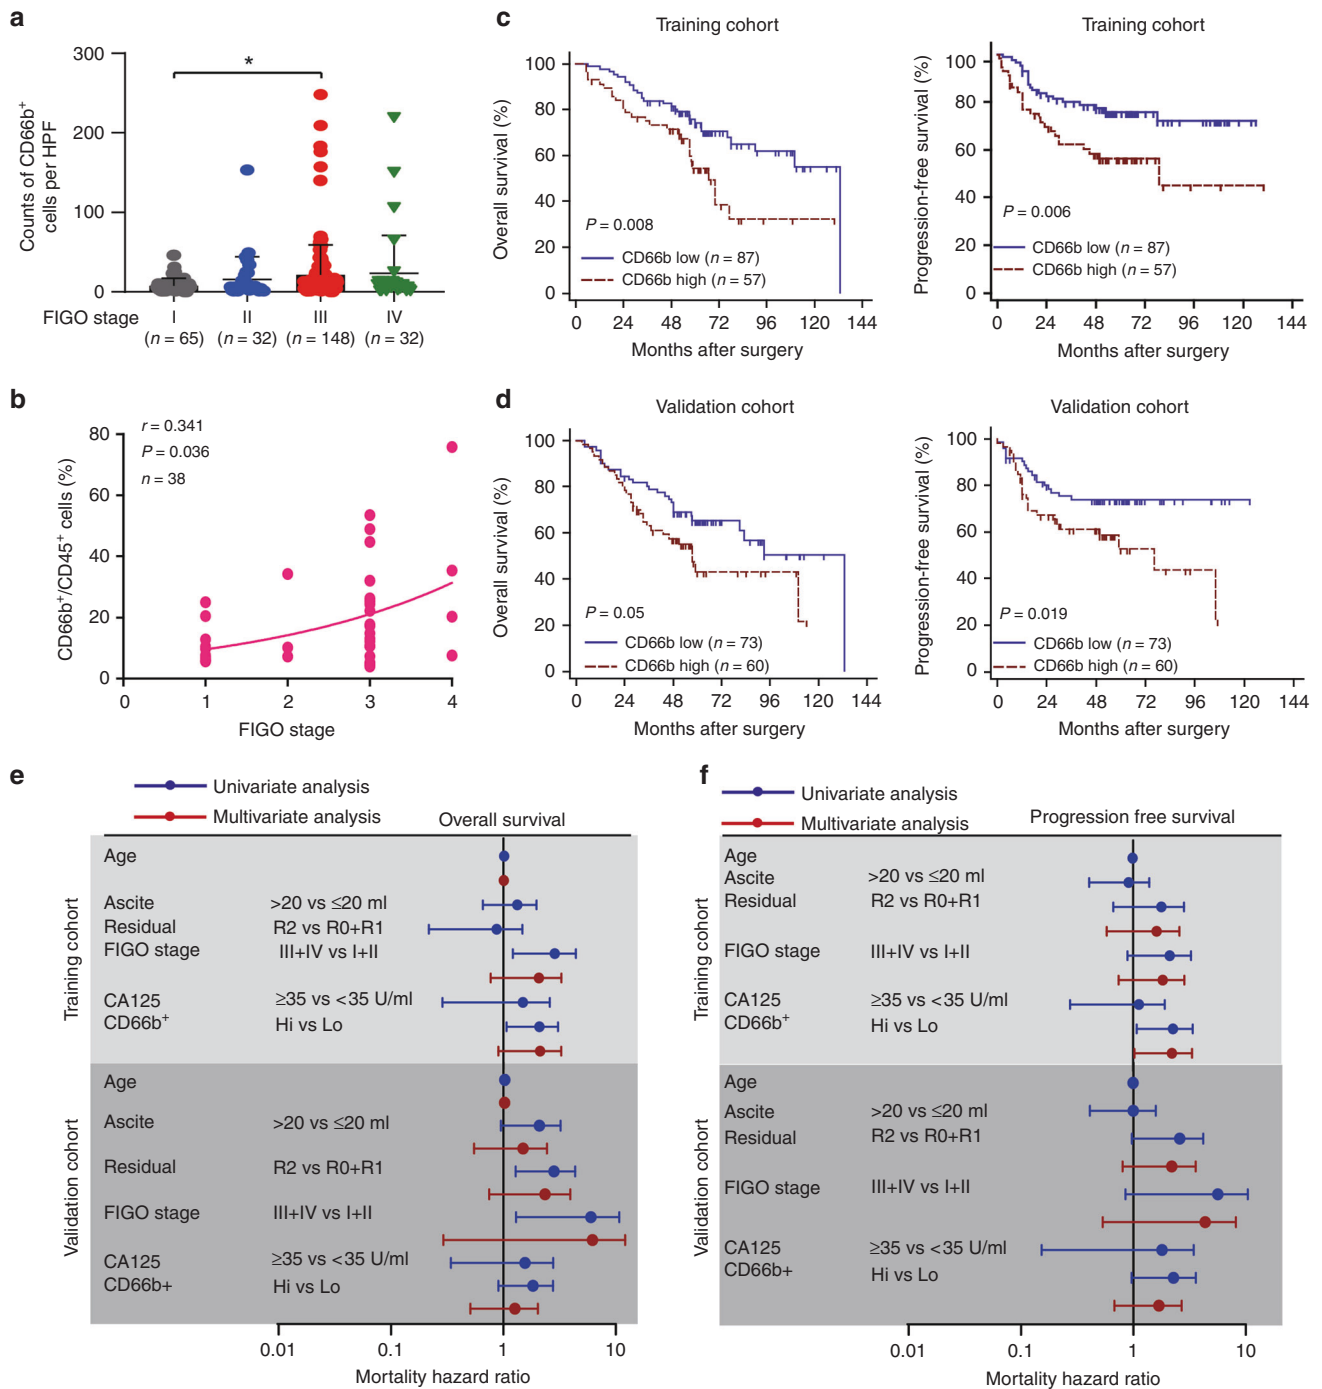 a
300
200
100
0
Counts of CD66b+
cells per HPF
*
FIGO stage
I
II
III
IV
(n = 65)
(n = 32)
(n = 148)
(n = 32)
b
r = 0.341
P = 0.036
n = 38
80
60
40
20
0
CD66b+/CD45+ cells (%)
0
1
2
3
4
FIGO stage
c
Training cohort
100
80
60
40
20
0
Overall survival (%)
P = 0.008
CD66b low (n = 87)
CD66b high (n = 57)
0
24
48
72
96
120
144
Months after surgery
Training cohort
100
80
60
40
20
0
Progression-free survival (%)
P = 0.006
CD66b low (n = 87)
CD66b high (n = 57)
0
24
48
72
96
120
144
Months after surgery
d
Validation cohort
100
80
60
40
20
0
Overall survival (%)
P = 0.05
CD66b low (n = 73)
CD66b high (n = 60)
0
24
48
72
96
120
144
Months after surgery
Validation cohort
100
80
60
40
20
0
Progression-free survival (%)
P = 0.019
CD66b low (n = 73)
CD66b high (n = 60)
0
24
48
72
96
120
144
Months after surgery
e
Univariate analysis
Multivariate analysis
Overall survival
Training cohort
Age
Ascite >20 vs ≤20 ml
Residual R2 vs R0+R1
FIGO stage III+IV vs I+II
CA125 ≥35 vs <35 U/ml
CD66b+ Hi vs Lo
Validation cohort
Age
Ascite >20 vs ≤20 ml
Residual R2 vs R0+R1
FIGO stage III+IV vs I+II
CA125 ≥35 vs <35 U/ml
CD66b+ Hi vs Lo
0.01
0.1
1
10
Mortality hazard ratio
f
Univariate analysis
Multivariate analysis
Progression free survival
Training cohort
Age
Ascite >20 vs ≤20 ml
Residual R2 vs R0+R1
FIGO stage III+IV vs I+II
CA125 ≥35 vs <35 U/ml
CD66b+ Hi vs Lo
Validation cohort
Age
Ascite >20 vs ≤20 ml
Residual R2 vs R0+R1
FIGO stage III+IV vs I+II
CA125 ≥35 vs <35 U/ml
CD66b+ Hi vs Lo
0.01
0.1
1
10
Mortality hazard ratio